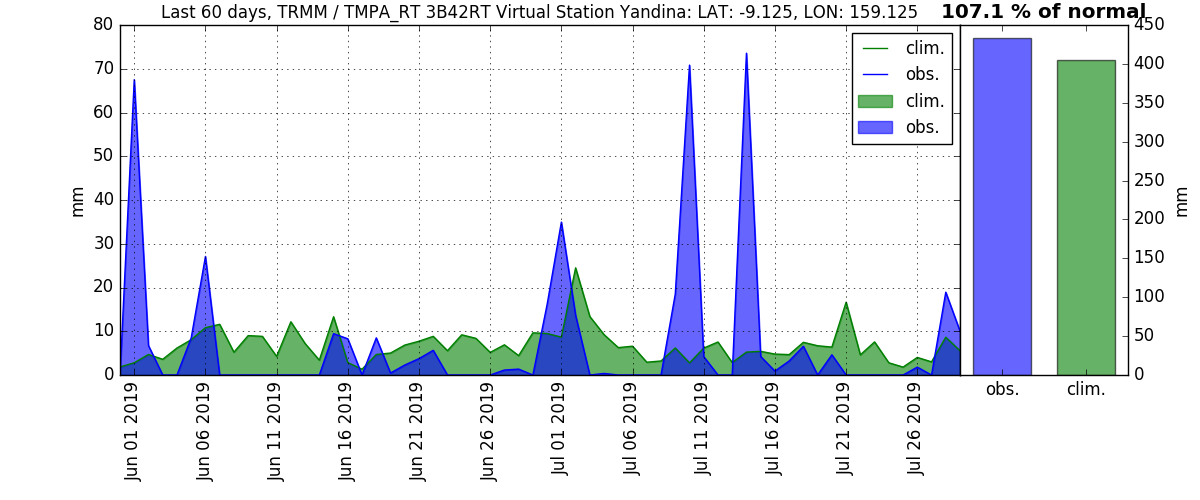 Last 60 days, TRMM / TMPA_RT 3B42RT Virtual Station Yandina: LAT: -9.125, LON: 159.125
107.1 % of normal
80
70
60
50
40
30
20
10
0
mm
clim.
obs.
clim.
obs.
Jun 01 2019
Jun 06 2019
Jun 11 2019
Jun 16 2019
Jun 21 2019
Jun 26 2019
Jul 01 2019
Jul 06 2019
Jul 11 2019
Jul 16 2019
Jul 21 2019
Jul 26 2019
450
400
350
300
250
200
150
100
50
0
mm
obs.
clim.